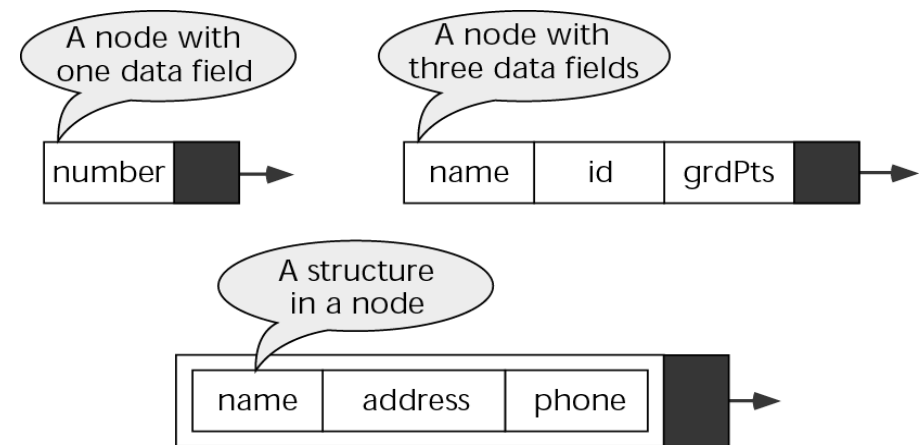 A node with
one data field
A node with
three data fields
number
name id grdPts
A structure
in a node
name address phone